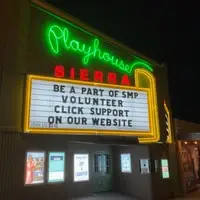 Playhouse
SIERRA
BE A PART OF SMP
VOLUNTEER
CLICK SUPPORT
ON OUR WEBSITE